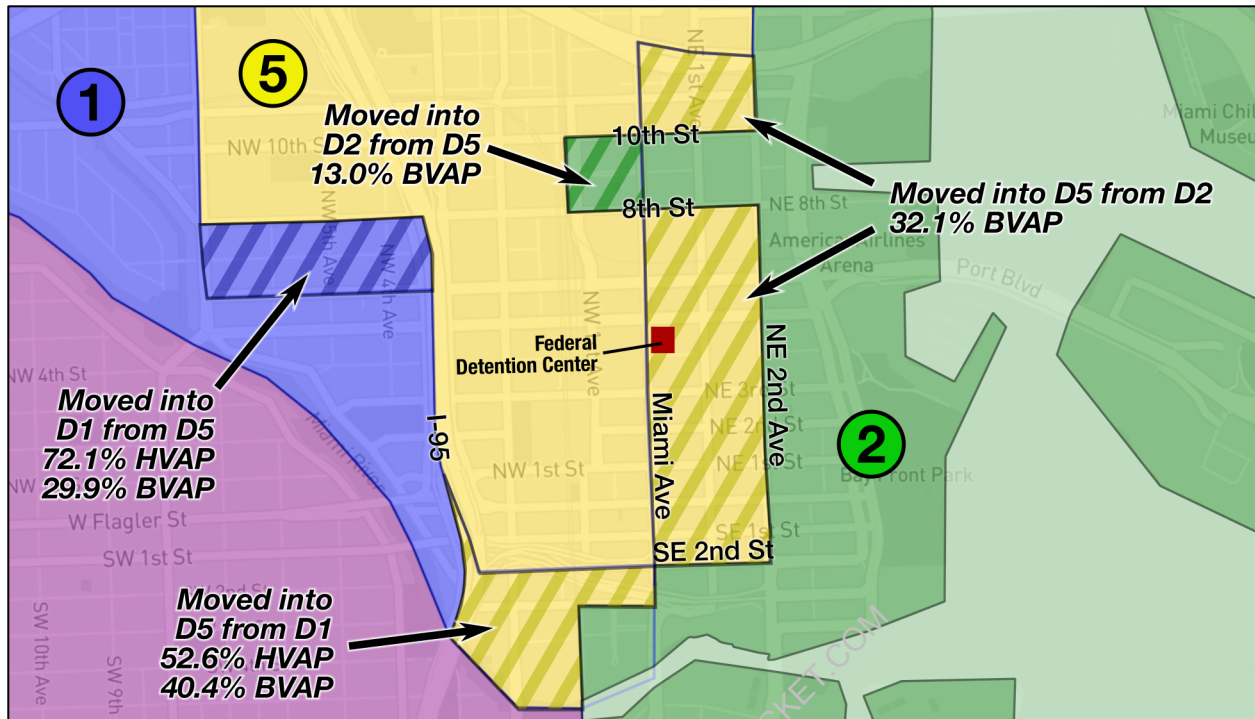 1
5
Moved into
D2 from D5
13.0% BVAP
10th St
8th St
NE 1st Ave
Miami Chil
Museu
NW 10th St
NW 5th Ave
NW 4th Ave
Moved into D5 from D2
32.1% BVAP
NE 8th St
American Airlines
Arena
Port Blvd
Federal
Detention Center
NW 1st Ave
NE 2nd Ave
Miami Ave
I-95
NW 4th St
Moved into
D1 from D5
72.1% HVAP
29.9% BVAP
Miami River
NE 3rd St
NE 2nd St
NE 1st St
NW 1st St
2
Bayfront Park
W Flagler St
SW 1st St
SE 1st St
SE 2nd St
Moved into
D5 from D1
52.6% HVAP
40.4% BVAP
SW 10th Ave
SW 9th